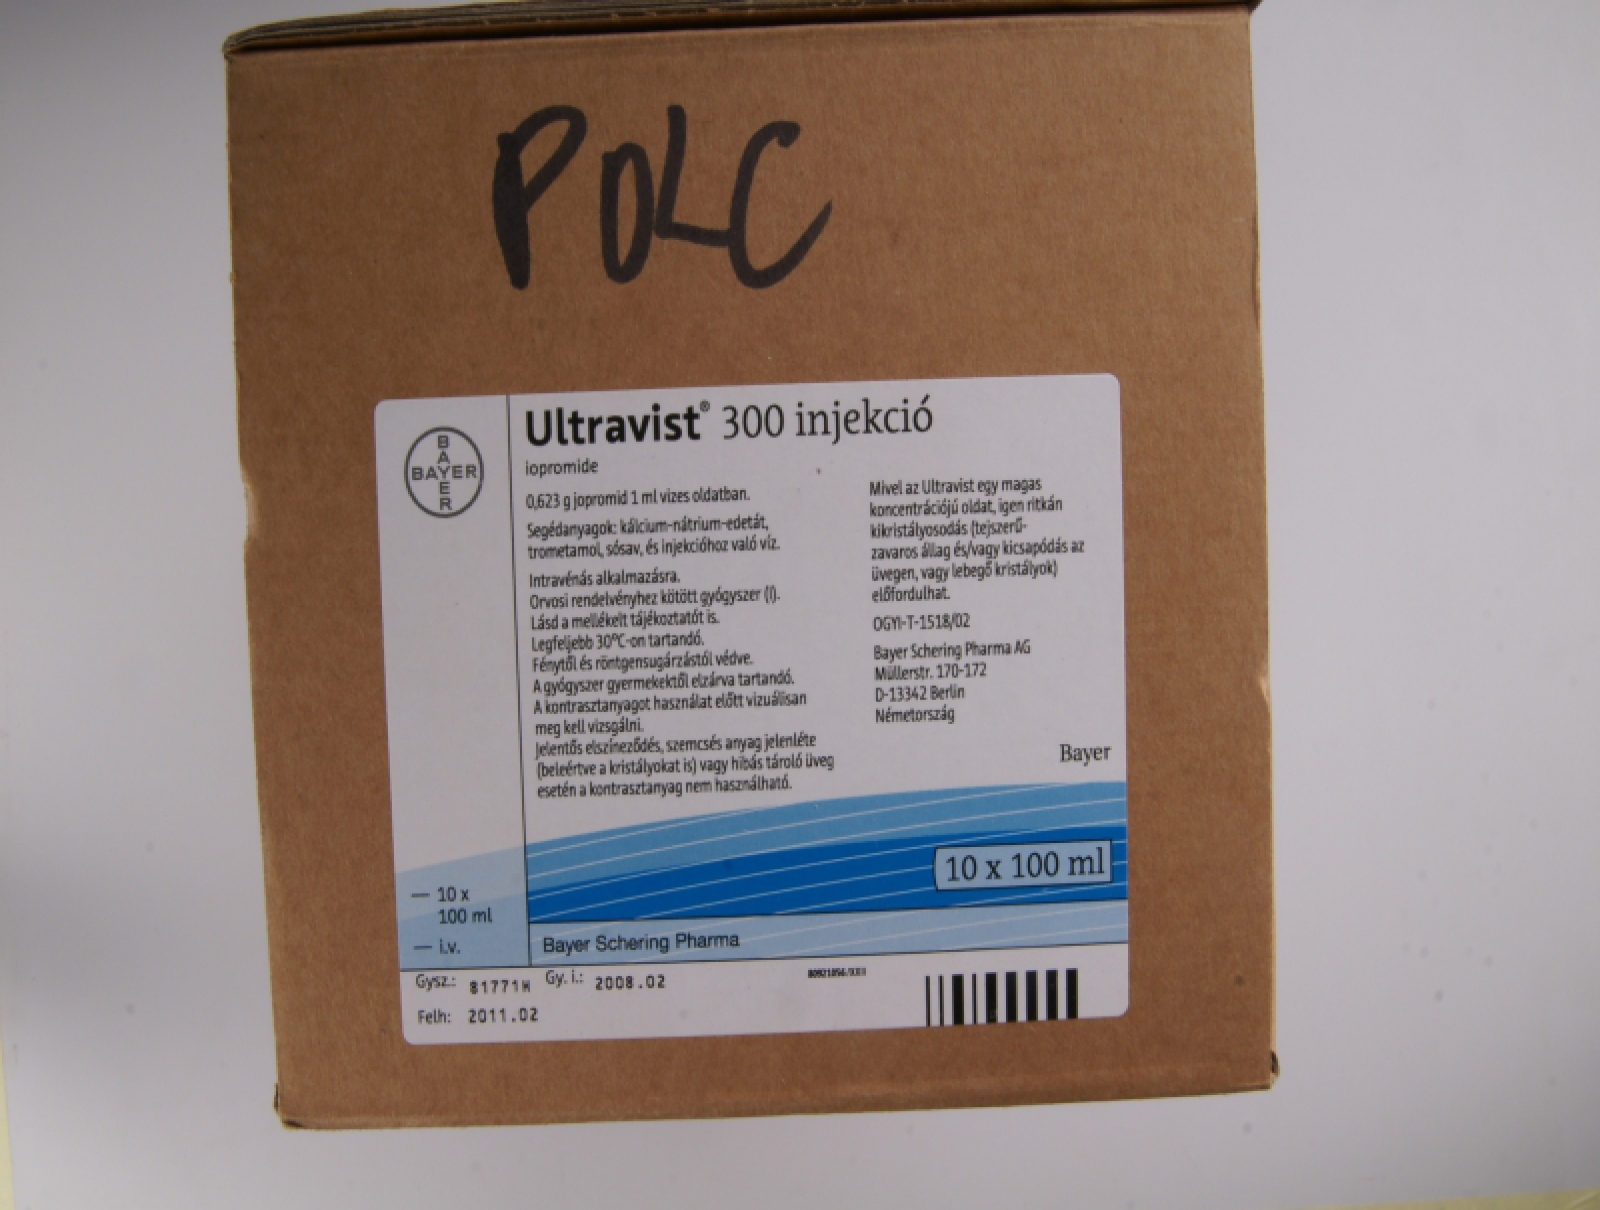 POLC
BAYER
BAYER
Ultravist® 300 injekció
iopromide
0,623 g jopromid 1 ml vizes oldatban.
Segédanyagok: kálcium-nátrium-edetát,
trometamol, sósav, és injekcióhoz való víz.
Intravénás alkalmazásra.
Orvosi rendelvényhez kötött gyógyszer (I).
Lásd a mellékelt tájékoztatót is.
Legfeljebb 30°C-on tartandó.
Fénytől és röntgensugárzástól védve.
A gyógyszer gyermekektől elzárva tartandó.
A kontrasztanyagot használat előtt vizuálisan
meg kell vizsgálni.
Jelentős elszíneződés, szemcsés anyag jelenléte
(beleértve a kristályokat is) vagy hibás tároló üveg
esetén a kontrasztanyag nem használható.
Mivel az Ultravist egy magas
koncentrációjú oldat, igen ritkán
kikristályosodás (tejszerű-
zavaros állag és/vagy kicsapódás az
üvegen, vagy lebegő kristályok)
előfordulhat.
OGYI-T-1518/02
Bayer Schering Pharma AG
Müllerstr. 170-172
D-13342 Berlin
Németország
Bayer
10 x 100 ml
— 10 x
100 ml
— i.v.
Bayer Schering Pharma
Gysz.: 81771M Gy. i.: 2008.02
Felh: 2011.02